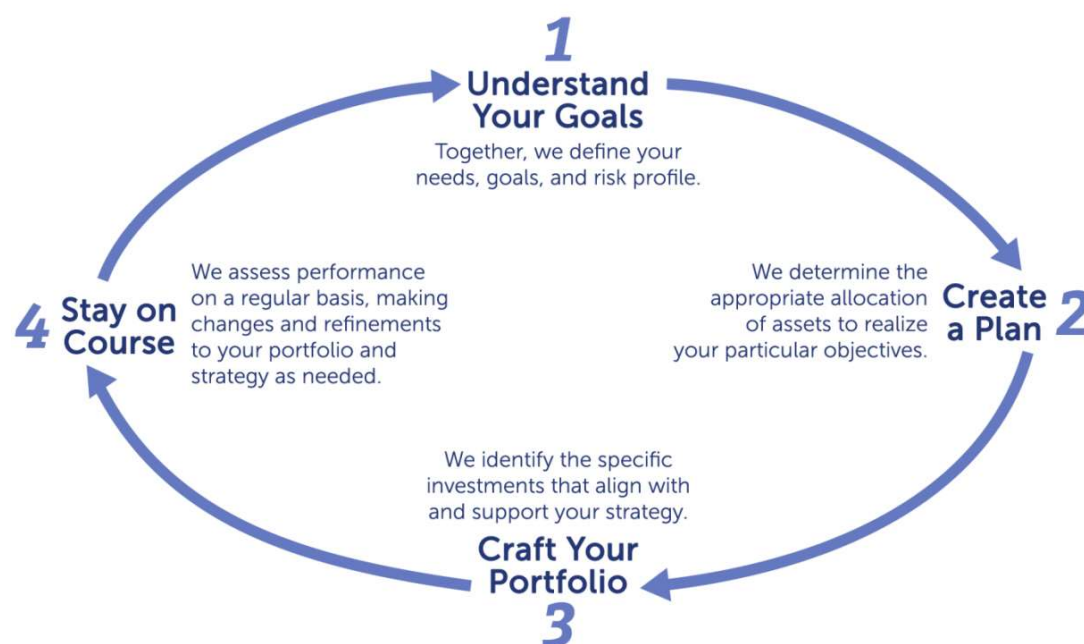 1
Understand
Your Goals
Together, we define your
needs, goals, and risk profile.
We determine the
appropriate allocation
of assets to realize
your particular objectives.
Create
a Plan
2
We identify the specific
investments that align with
and support your strategy.
Craft Your
Portfolio
3
4
Stay on
Course
We assess performance
on a regular basis, making
changes and refinements
to your portfolio and
strategy as needed.